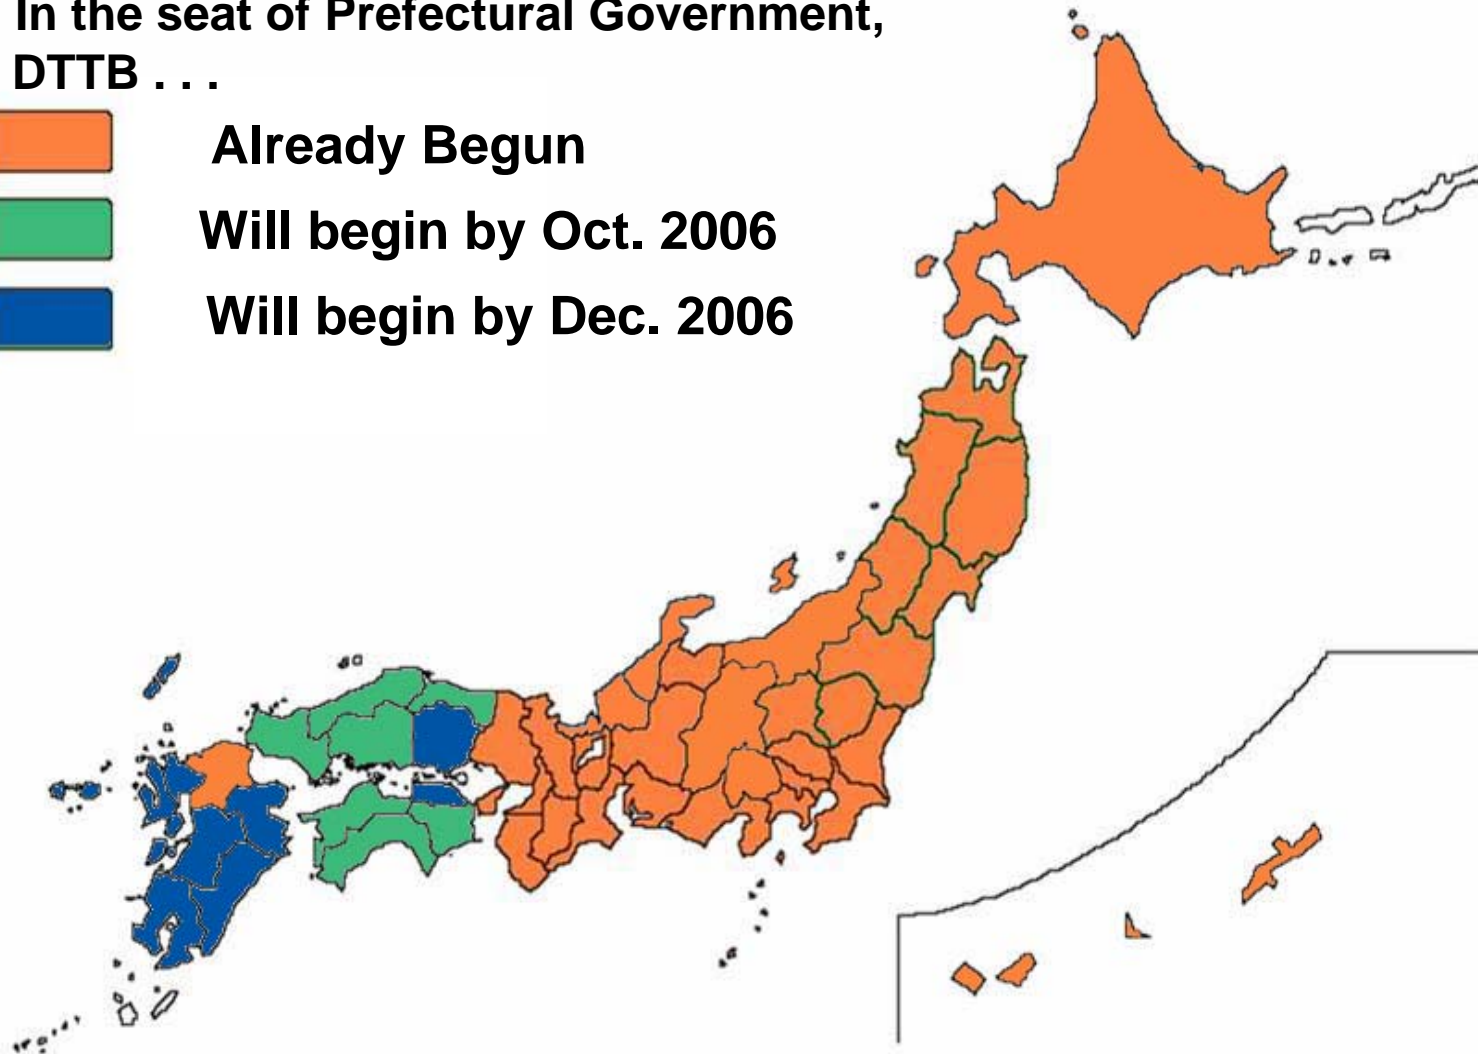 In the seat of Prefectural Government,
DTTB . . .
Already Begun
Will begin by Oct. 2006
Will begin by Dec. 2006